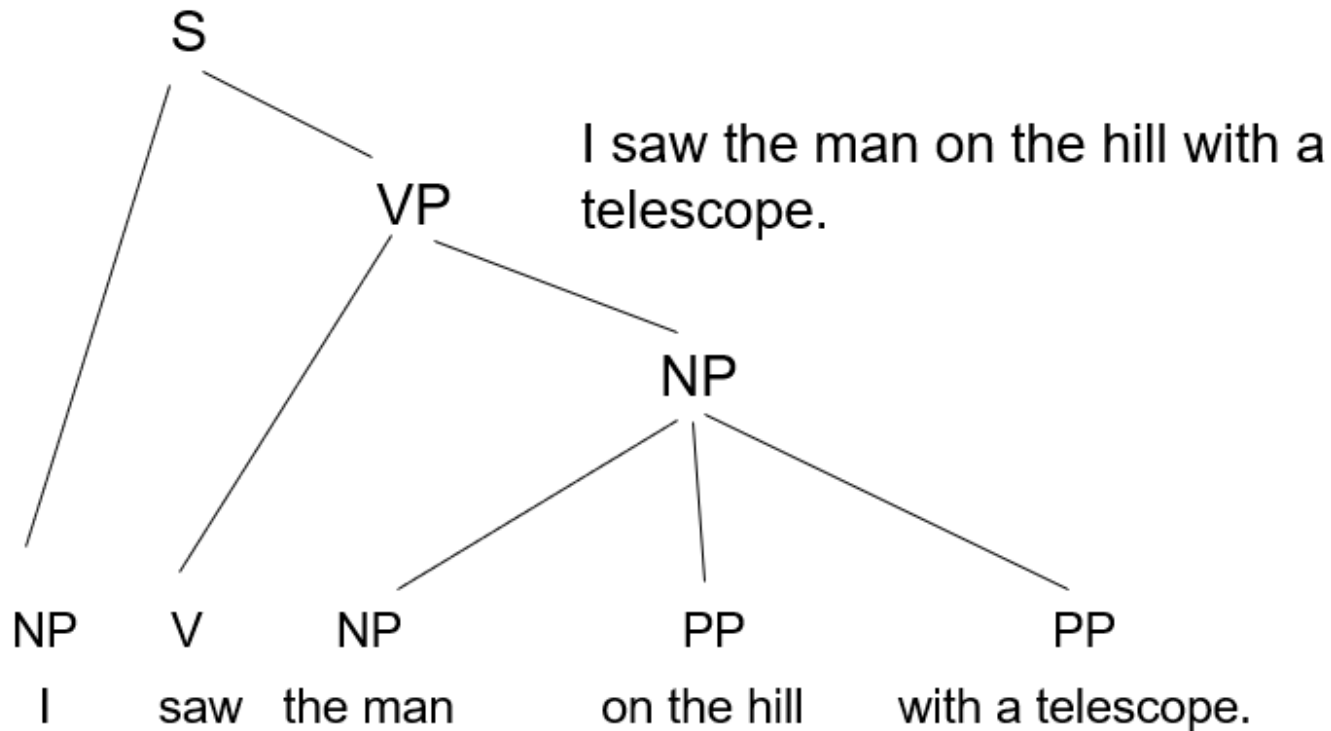 S
I saw the man on the hill with a
telescope.
VP
NP
NP V NP PP PP
I saw the man on the hill with a telescope.